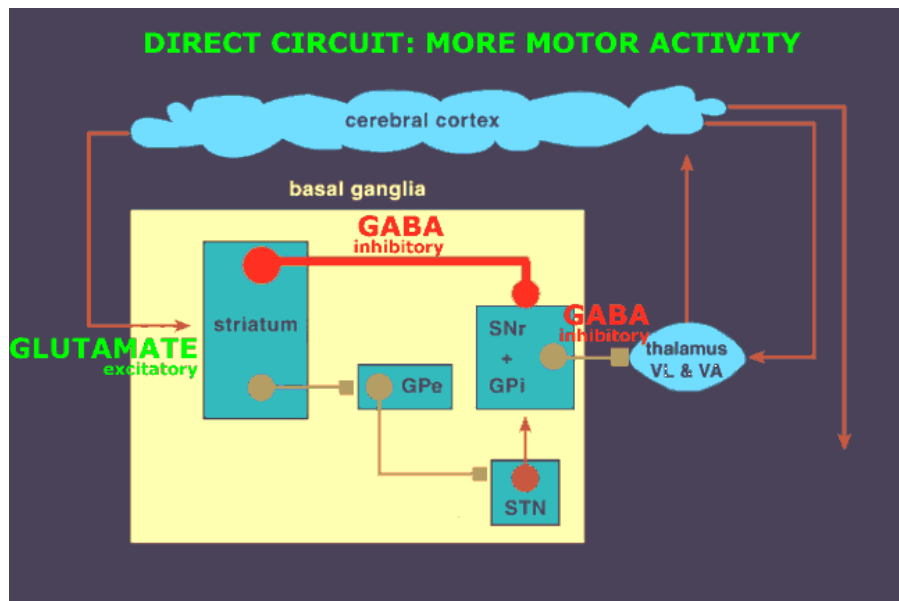 DIRECT CIRCUIT: MORE MOTOR ACTIVITY
cerebral cortex
basal ganglia
GABA
inhibitory
striatum
GLUTAMATE
excitatory
SNr
+
GPi
GABA
inhibitory
thalamus
VL & VA
GPe
STN